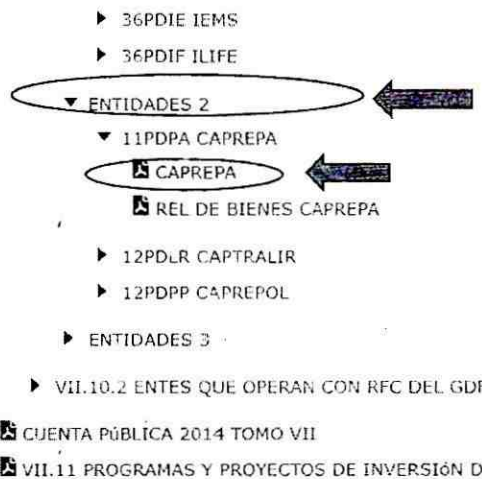 36PDIE IEMS
36PDIF ILIFE
ENTIDADES 2
11PDPA CAPREPA
CAPREPA
REL DE BIENES CAPREPA
12PDLR CAPTRALIR
12PDPP CAPREPOL
ENTIDADES 3
VII.10.2 ENTES QUE OPERAN CON RFC DEL GDF
CUENTA PÚBLICA 2014 TOMO VII
VII.11 PROGRAMAS Y PROYECTOS DE INVERSIÓN D